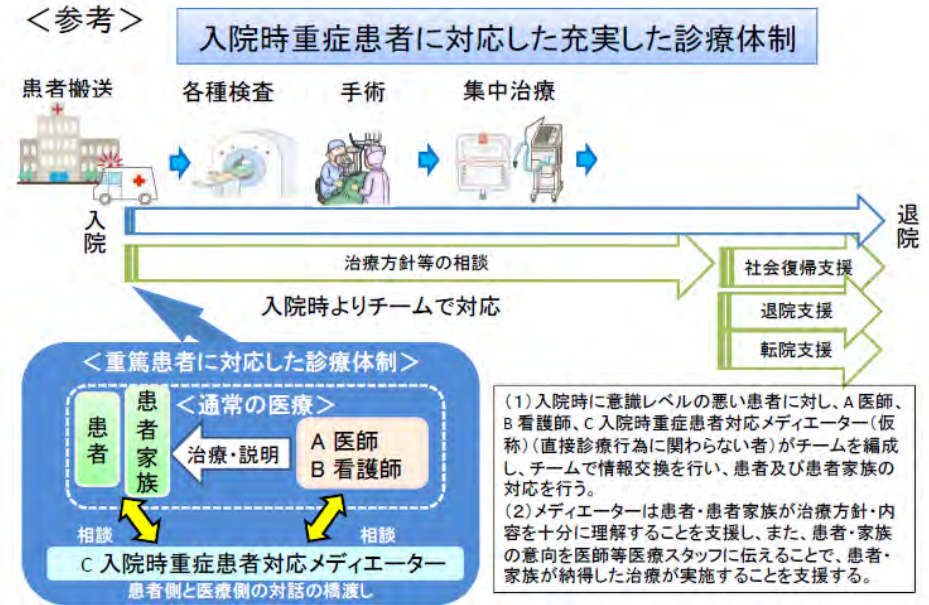 ＜参考＞
入院時重症患者に対応した充実した診療体制
患者搬送
各種検査
手術
集中治療
入院
退院
治療方針等の相談
社会復帰支援
入院時よりチームで対応
退院支援
転院支援
＜重篤患者に対応した診療体制＞
＜通常の医療＞
患者
患者家族
治療・説明
A 医師
B 看護師
相談
相談
C 入院時重症患者対応メディエーター
患者側と医療側の対話の橋渡し
（１）入院時に意識レベルの悪い患者に対し、A 医師、
B 看護師、C 入院時重症患者対応メディエーター（仮
称）（直接診療行為に関わらない者）がチームを編成
し、チームで情報交換を行い、患者及び患者家族の
対応を行う。
（２）メディエーターは患者・患者家族が治療方針・内
容を十分に理解することを支援し、また、患者・家族
の意向を医師等医療スタッフに伝えることで、患者・
家族が納得した治療が実施することを支援する。